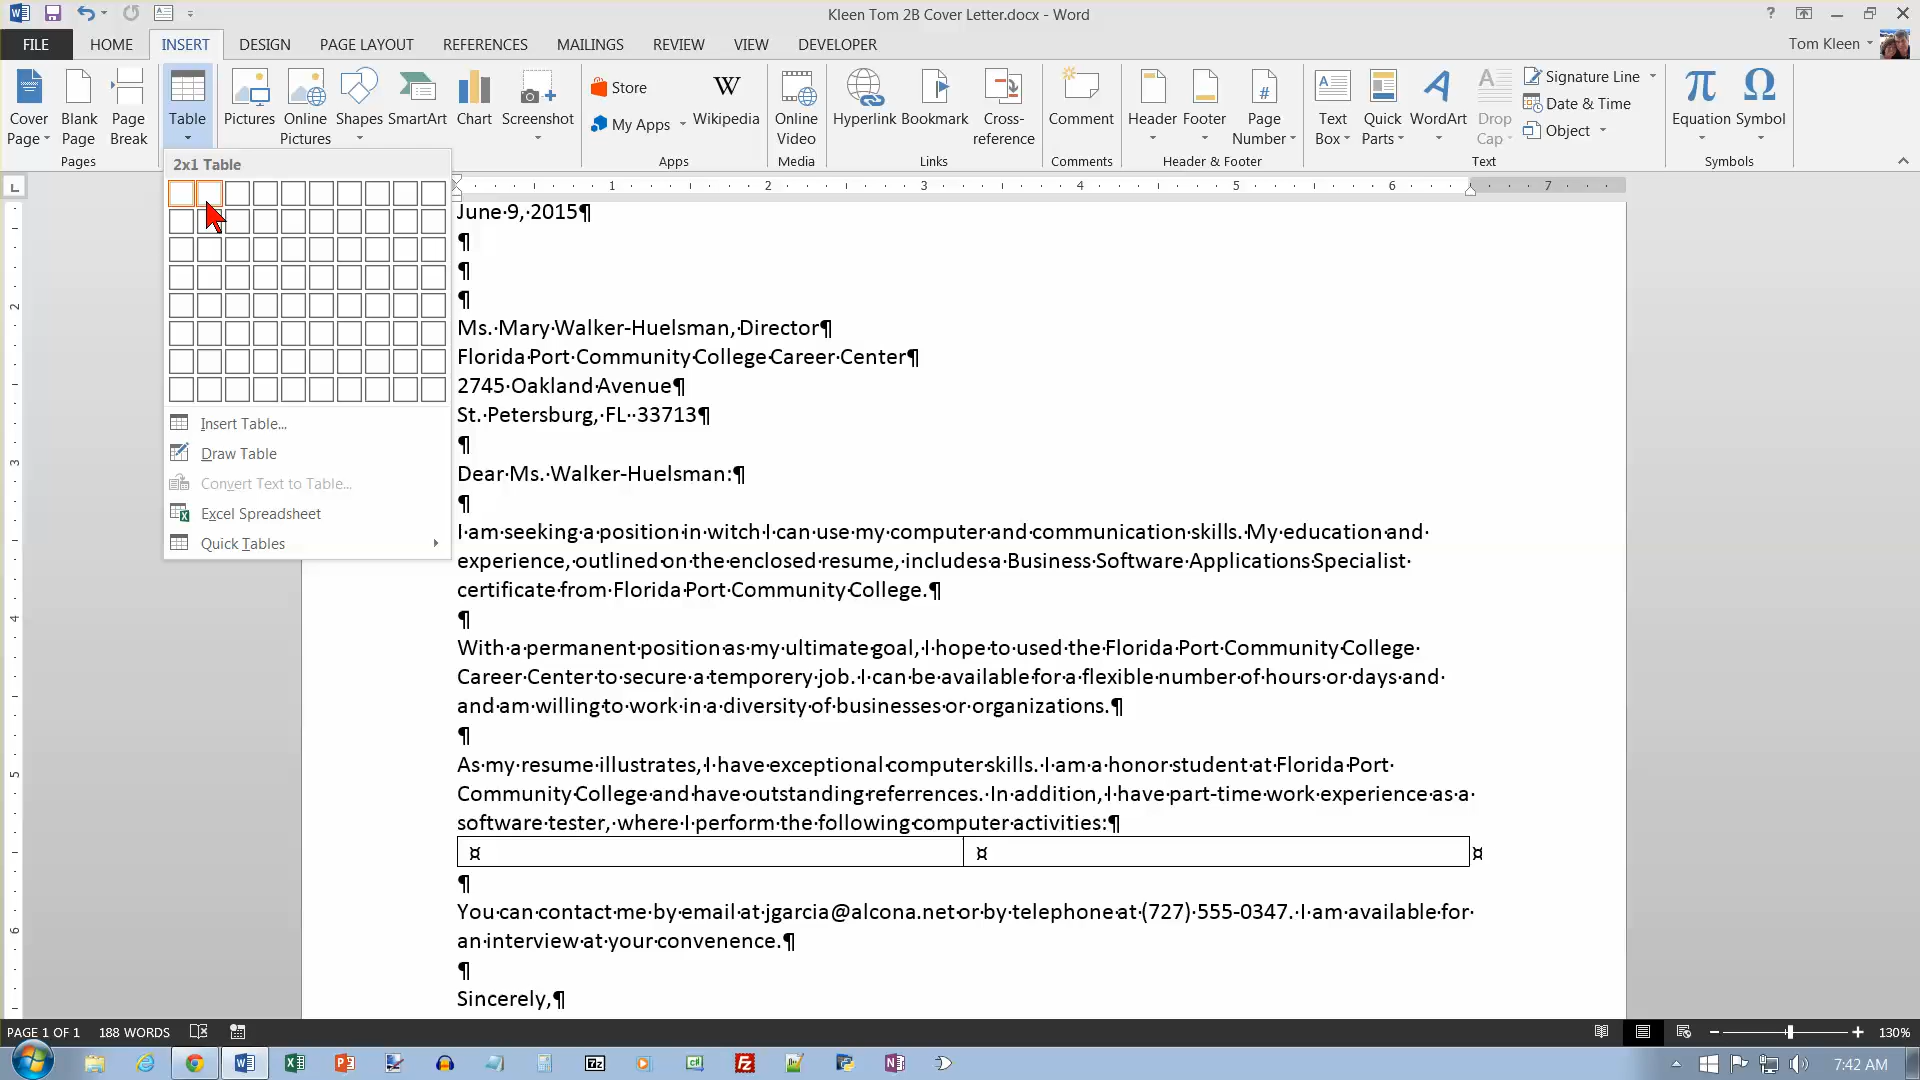 Kleen Tom 2B Cover Letter.docx - Word
?
FILE HOME INSERT DESIGN PAGE LAYOUT REFERENCES MAILINGS REVIEW VIEW DEVELOPER Tom Kleen
Cover Page
Blank Page
Page Break
Pages
Table
Pictures
Online Pictures
Shapes
SmartArt
Chart
Screenshot
Store
My Apps
W
Wikipedia
Apps
Online Video
Media
Hyperlink
Bookmark
Cross-reference
Links
Comment
Comments
Header
Footer
Page Number
Header & Footer
Text Box
Quick Parts
WordArt
Drop Cap
Signature Line
Date & Time
Object
Text
π
Equation
Ω
Symbol
Symbols
2x1 Table
Insert Table...
Draw Table
Convert Text to Table...
Excel Spreadsheet
Quick Tables
L
1 2 3 4 5 6 7
2
3
4
5
6
June·9,·2015¶
¶
¶
¶
Ms.·Mary·Walker-Huelsman,·Director¶
Florida·Port·Community·College·Career·Center¶
2745·Oakland·Avenue¶
St.·Petersburg,·FL··33713¶
¶
Dear·Ms.·Walker-Huelsman:¶
¶
I·am·seeking·a·position·in·witch·I·can·use·my·computer·and·communication·skills.·My·education·and·
experience,·outlined·on·the·enclosed·resume,·includes·a·Business·Software·Applications·Specialist·
certificate·from·Florida·Port·Community·College.¶
¶
With·a·permanent·position·as·my·ultimate·goal,·I·hope·to·used·the·Florida·Port·Community·College·
Career·Center·to·secure·a·temporery·job.·I·can·be·available·for·a·flexible·number·of·hours·or·days·and·
and·am·willing·to·work·in·a·diversity·of·businesses·or·organizations.¶
¶
As·my·resume·illustrates,·I·have·exceptional·computer·skills.·I·am·a·honor·student·at·Florida·Port·
Community·College·and·have·outstanding·referrences.·In·addition,·I·have·part-time·work·experience·as·a·
software·tester,·where·I·perform·the·following·computer·activities:¶
¤ ¤ ¤
¶
You·can·contact·me·by·email·at·jgarcia@alcona.net·or·by·telephone·at·(727)·555-0347.·I·am·available·for·
an·interview·at·your·convenence.¶
¶
Sincerely,¶
PAGE 1 OF 1 188 WORDS 130%
7:42 AM